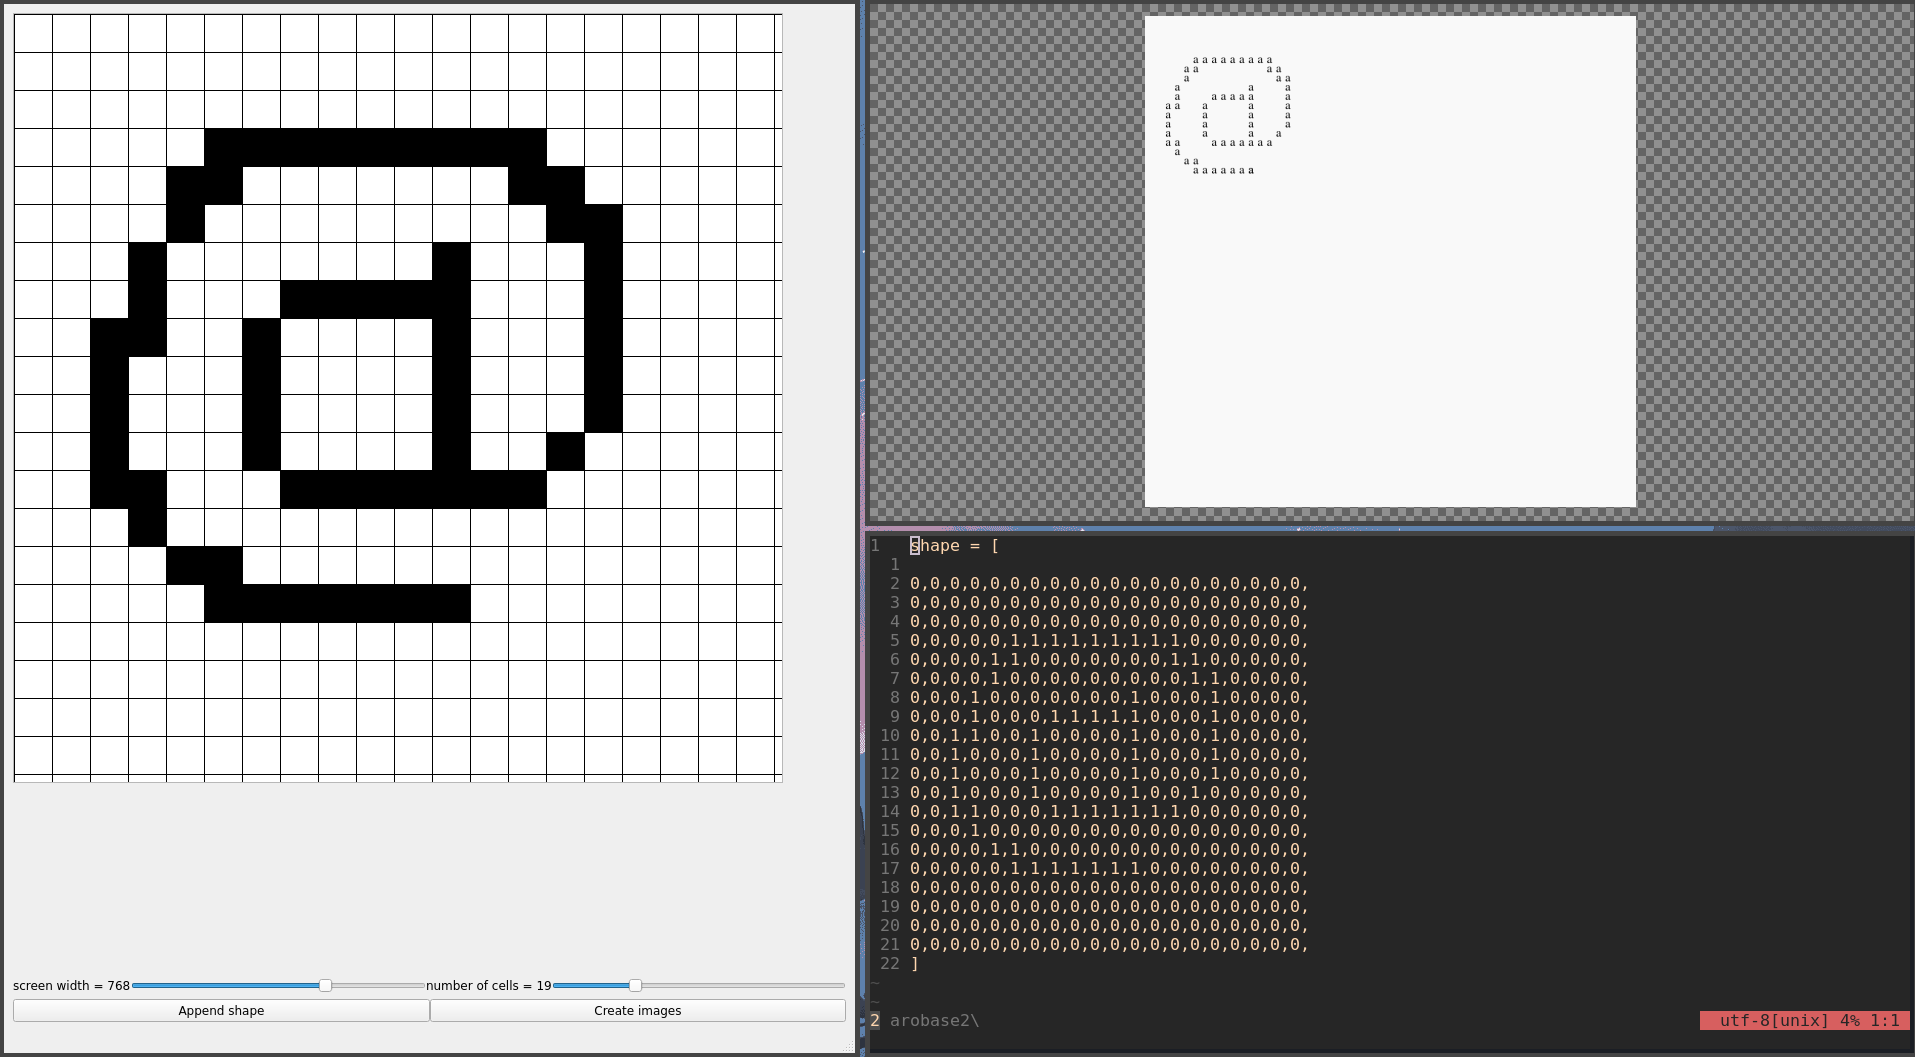 a a a a a a a a a
a a a a
a a a
a a a
a a a a a a a
a a a a a
a a a a
a a a a
a a a a
a a a a a a a a a
a
a a
a a a a a a a
1 shape = [
1
2 0,0,0,0,0,0,0,0,0,0,0,0,0,0,0,0,0,0,0,0,
3 0,0,0,0,0,0,0,0,0,0,0,0,0,0,0,0,0,0,0,0,
4 0,0,0,0,0,0,0,0,0,0,0,0,0,0,0,0,0,0,0,0,
5 0,0,0,0,0,1,1,1,1,1,1,1,1,1,0,0,0,0,0,0,
6 0,0,0,0,1,1,0,0,0,0,0,0,0,1,1,0,0,0,0,0,
7 0,0,0,0,1,0,0,0,0,0,0,0,0,0,1,1,0,0,0,0,
8 0,0,0,1,0,0,0,0,0,0,0,1,0,0,0,1,0,0,0,0,
9 0,0,0,1,0,0,0,1,1,1,1,1,0,0,0,1,0,0,0,0,
10 0,0,1,1,0,0,1,0,0,0,0,1,0,0,0,1,0,0,0,0,
11 0,0,1,0,0,0,1,0,0,0,0,1,0,0,0,1,0,0,0,0,
12 0,0,1,0,0,0,1,0,0,0,0,1,0,0,0,1,0,0,0,0,
13 0,0,1,0,0,0,1,0,0,0,0,1,0,0,1,0,0,0,0,0,
14 0,0,1,1,0,0,0,1,1,1,1,1,1,1,0,0,0,0,0,0,
15 0,0,0,1,0,0,0,0,0,0,0,0,0,0,0,0,0,0,0,0,
16 0,0,0,0,1,1,0,0,0,0,0,0,0,0,0,0,0,0,0,0,
17 0,0,0,0,0,1,1,1,1,1,1,1,0,0,0,0,0,0,0,0,
18 0,0,0,0,0,0,0,0,0,0,0,0,0,0,0,0,0,0,0,0,
19 0,0,0,0,0,0,0,0,0,0,0,0,0,0,0,0,0,0,0,0,
20 0,0,0,0,0,0,0,0,0,0,0,0,0,0,0,0,0,0,0,0,
21 0,0,0,0,0,0,0,0,0,0,0,0,0,0,0,0,0,0,0,0,
22 ]
~
~
2 arobase2\ utf-8[unix] 4% 1:1
screen width = 768 number of cells = 19
Append shape Create images